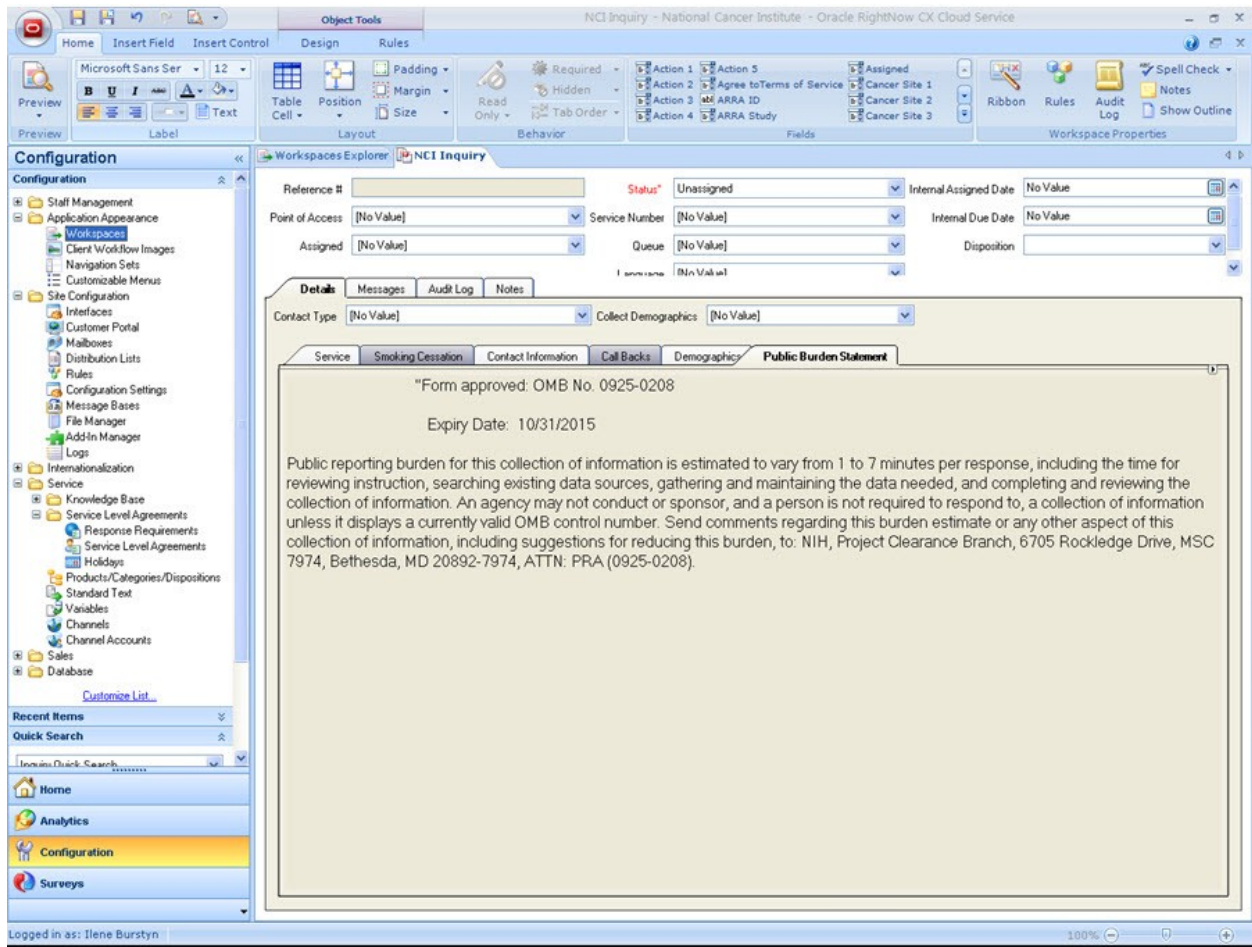 NCI Inquiry - National Cancer Institute - Oracle RightNow CX Cloud Service
Object Tools
Home Insert Field Insert Control Design Rules
Microsoft Sans Ser 12
Preview
B U I abc A
Text
Preview Label
Table Cell
Position
Padding
Margin
Size
Layout
Read Only
Required
Hidden
Tab Order
Behavior
Action 1 Action 5 Assigned
Action 2 Agree toTerms of Service Cancer Site 1
Action 3 ARRA ID Cancer Site 2
Action 4 ARRA Study Cancer Site 3
Fields
Ribbon
Rules
Audit Log
Spell Check
Notes
Show Outline
Workspace Properties
Configuration
Configuration
Staff Management
Application Appearance
Workspaces
Client Workflow Images
Navigation Sets
Customizable Menus
Site Configuration
Interfaces
Customer Portal
Mailboxes
Distribution Lists
Rules
Configuration Settings
Message Bases
File Manager
Add-In Manager
Logs
Internationalization
Service
Knowledge Base
Service Level Agreements
Response Requirements
Service Level Agreements
Holidays
Products/Categories/Dispositions
Standard Text
Variables
Channels
Channel Accounts
Sales
Database
Customize List...
Recent Items
Quick Search
Inquiry Quick Search
Home
Analytics
Configuration
Surveys
Workspaces Explorer NCI Inquiry
Reference # Status* Unassigned Internal Assigned Date No Value
Point of Access [No Value] Service Number [No Value] Internal Due Date No Value
Assigned [No Value] Queue [No Value] Disposition
Language [No Value]
Details Messages Audit Log Notes
Contact Type [No Value] Collect Demographics [No Value]
Service Smoking Cessation Contact Information Call Backs Demographics Public Burden Statement
"Form approved: OMB No. 0925-0208
Expiry Date: 10/31/2015
Public reporting burden for this collection of information is estimated to vary from 1 to 7 minutes per response, including the time for
reviewing instruction, searching existing data sources, gathering and maintaining the data needed, and completing and reviewing the
collection of information. An agency may not conduct or sponsor, and a person is not required to respond to, a collection of information
unless it displays a currently valid OMB control number. Send comments regarding this burden estimate or any other aspect of this
collection of information, including suggestions for reducing this burden, to: NIH, Project Clearance Branch, 6705 Rockledge Drive, MSC
7974, Bethesda, MD 20892-7974, ATTN: PRA (0925-0208).
Logged in as: Ilene Burstyn
100%